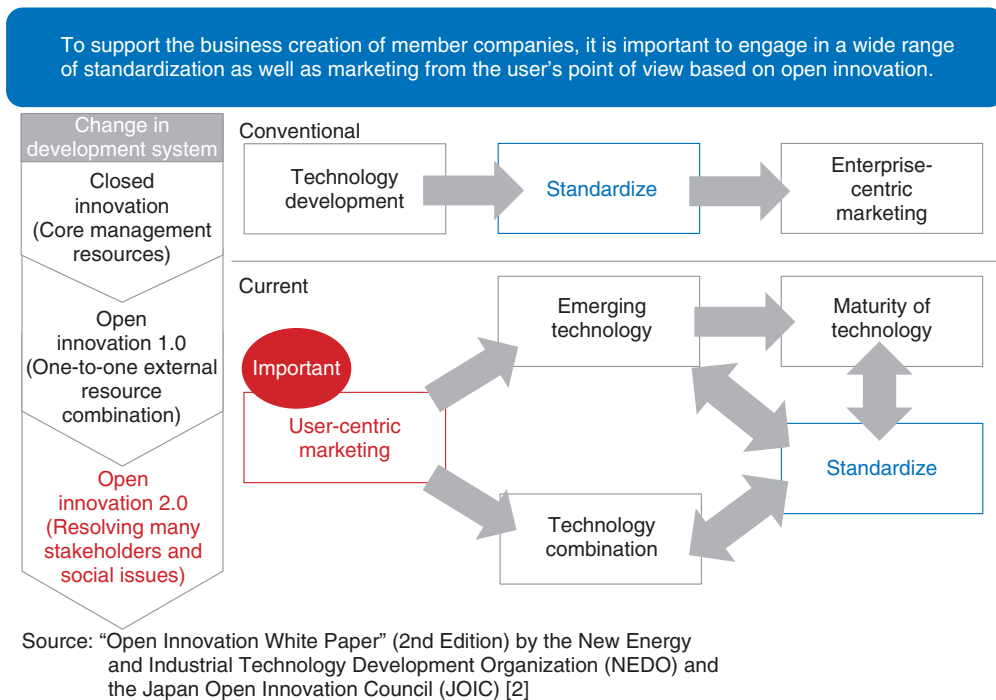 To support the business creation of member companies, it is important to engage in a wide range
of standardization as well as marketing from the user's point of view based on open innovation.
Change in
development system
Closed
innovation
(Core management
resources)
Open
innovation 1.0
(One-to-one external
resource
combination)
Open
innovation 2.0
(Resolving many
stakeholders and
social issues)
Conventional
Technology
development
Standardize
Enterprise-
centric
marketing
Current
Important
User-centric
marketing
Emerging
technology
Maturity of
technology
Technology
combination
Standardize
Source: “Open Innovation White Paper” (2nd Edition) by the New Energy
and Industrial Technology Development Organization (NEDO) and
the Japan Open Innovation Council (JOIC) [2]